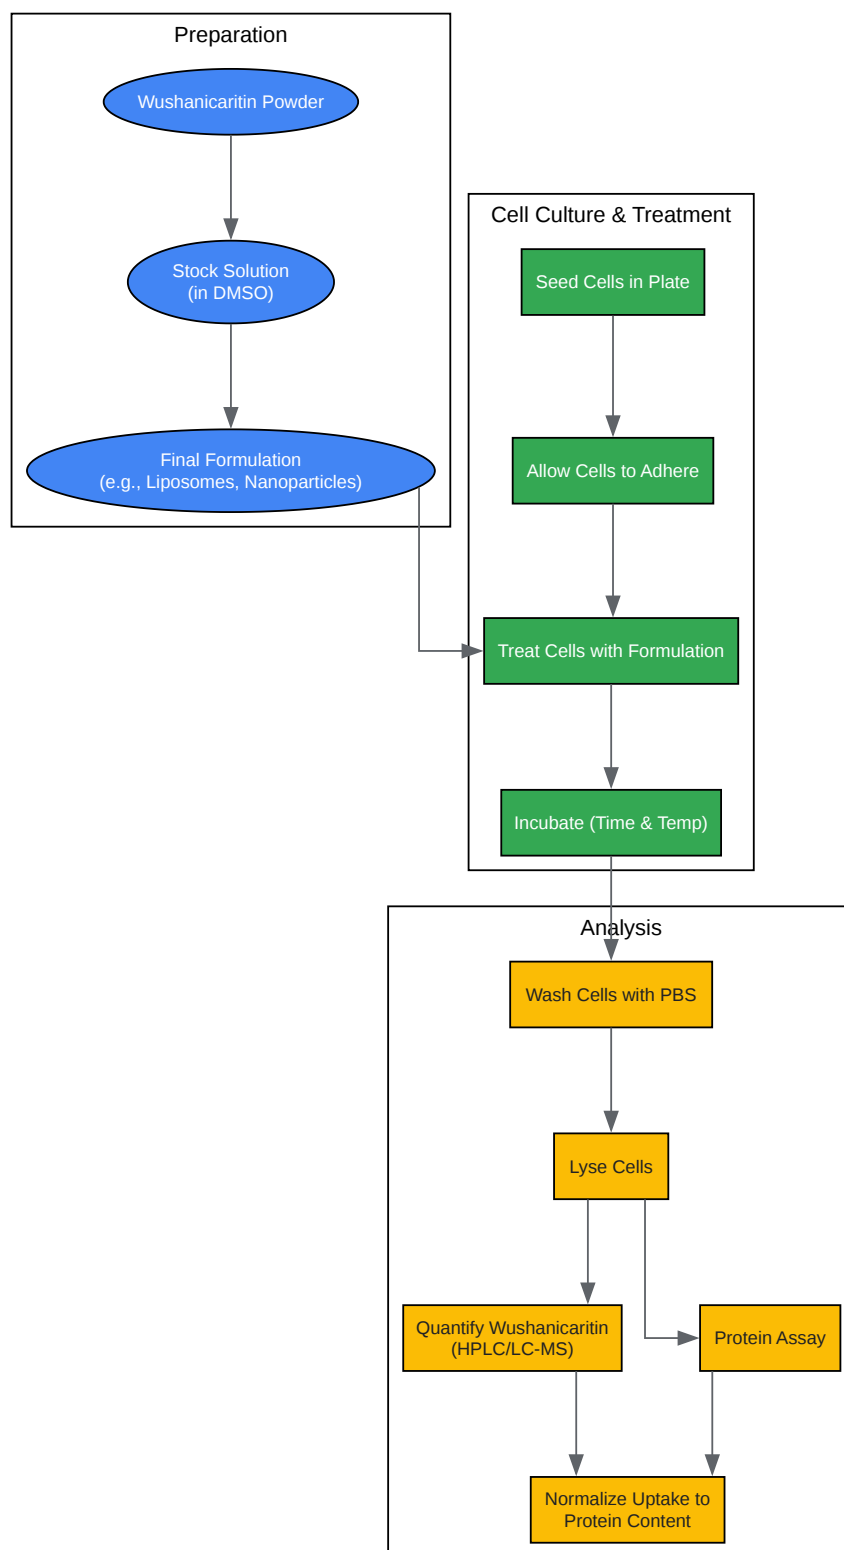 Preparation
Wushanicaritin Powder
Stock Solution
(in DMSO)
Final Formulation
(e.g., Liposomes, Nanoparticles)
Cell Culture & Treatment
Seed Cells in Plate
Allow Cells to Adhere
Treat Cells with Formulation
Incubate (Time & Temp)
Analysis
Wash Cells with PBS
Lyse Cells
Quantify Wushanicaritin
(HPLC/LC-MS)
Protein Assay
Normalize Uptake to
Protein Content